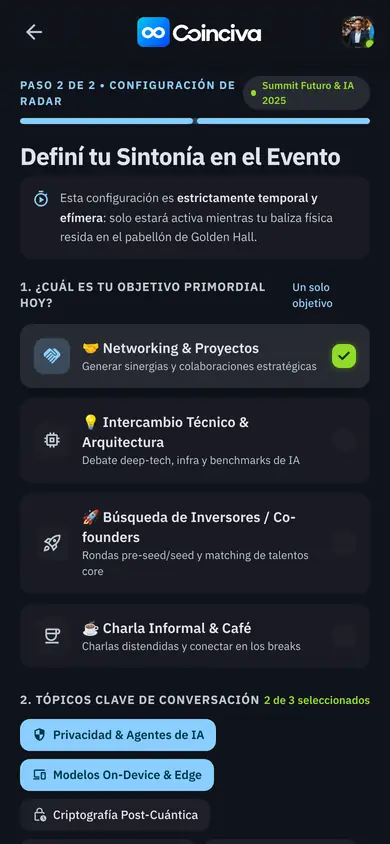 Coinciva
PASO 2 DE 2 • CONFIGURACIÓN DE
RADAR
Summit Futuro & IA
2025
Definí tu Sintonía en el Evento
Esta configuración es estrictamente temporal y
efímera: solo estará activa mientras tu baliza física
resida en el pabellón de Golden Hall.
1. ¿CUÁL ES TU OBJETIVO PRIMORDIAL
HOY?
Un solo
objetivo
🤝 Networking & Proyectos
Generar sinergias y colaboraciones estratégicas
💡 Intercambio Técnico &
Arquitectura
Debate deep-tech, infra y benchmarks de IA
🚀 Búsqueda de Inversores / Co-
founders
Rondas pre-seed/seed y matching de talentos
core
☕ Charla Informal & Café
Charlas distendidas y conectar en los breaks
2. TÓPICOS CLAVE DE CONVERSACIÓN 2 de 3 seleccionados
Privacidad & Agentes de IA
Modelos On-Device & Edge
Criptografía Post-Cuántica